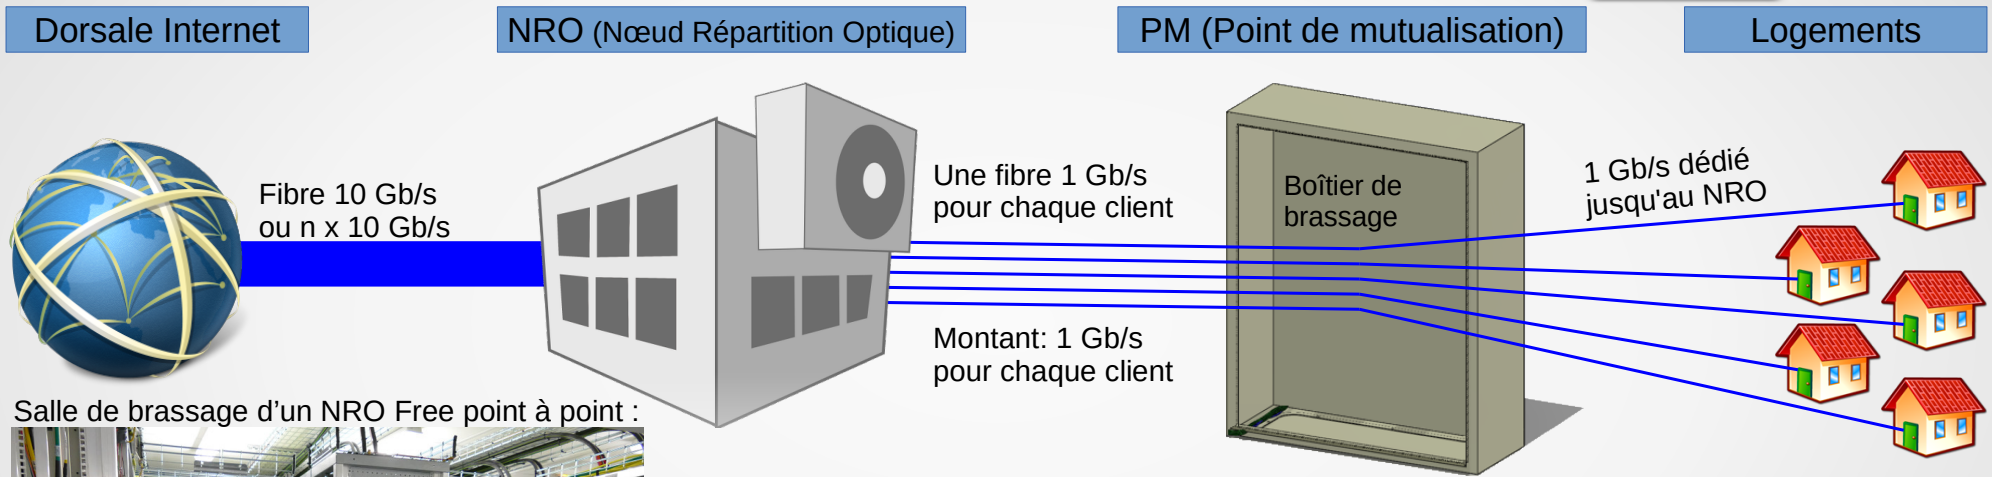 Dorsale Internet
NRO (Nœud Répartition Optique)
PM (Point de mutualisation)
Logements
Fibre 10 Gb/s
ou n x 10 Gb/s
Une fibre 1 Gb/s
pour chaque client
Boîtier de
brassage
1 Gb/s dédié
jusqu'au NRO
Montant: 1 Gb/s
pour chaque client
Salle de brassage d’un NRO Free point à point :